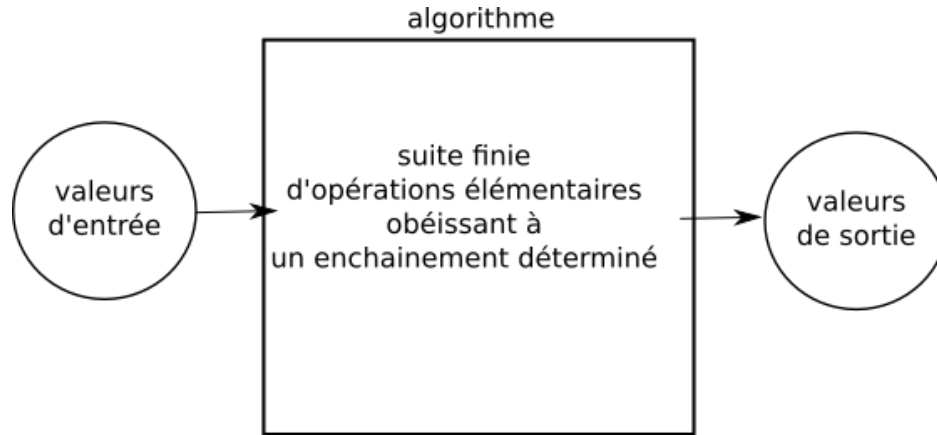 algorithme
valeurs
d'entrée
suite finie
d'opérations élémentaires
obéissant à
un enchainement déterminé
valeurs
de sortie